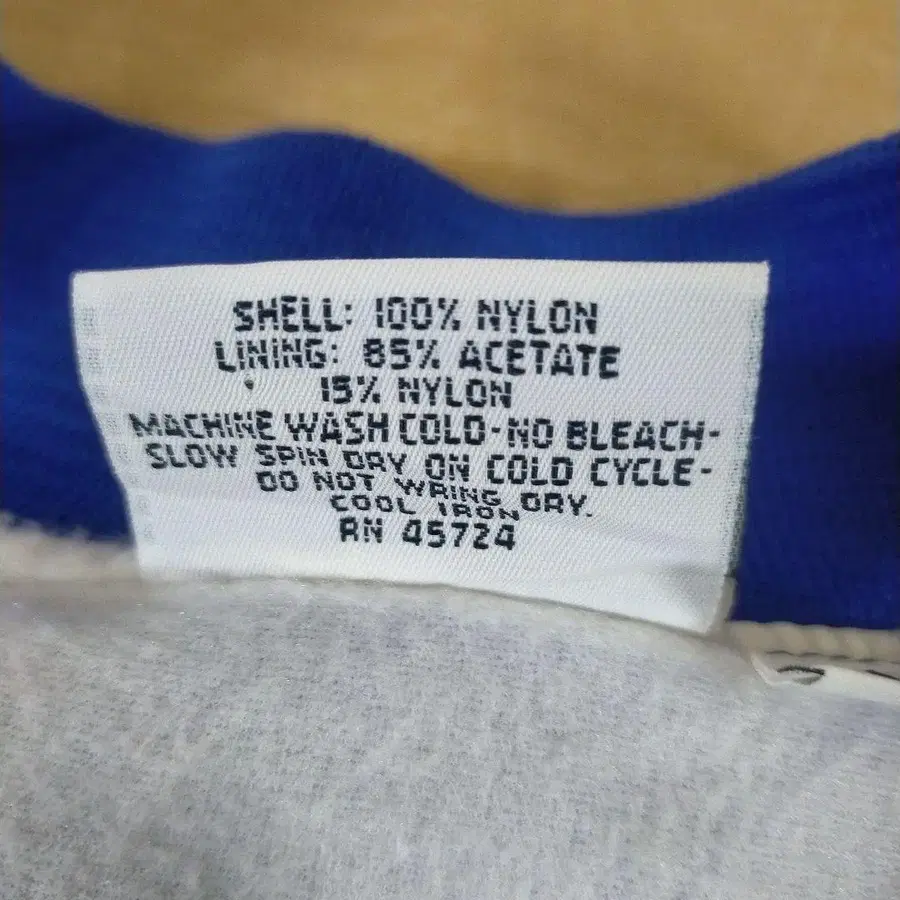 SHELL: 100% NYLON
LINING: 85% ACETATE
15% NYLON
MACHINE WASH COLD-NO BLEACH-
SLOW SPIN DRY ON COLD CYCLE-
DO NOT WRING DRY.
COOL IRON
RN 45724